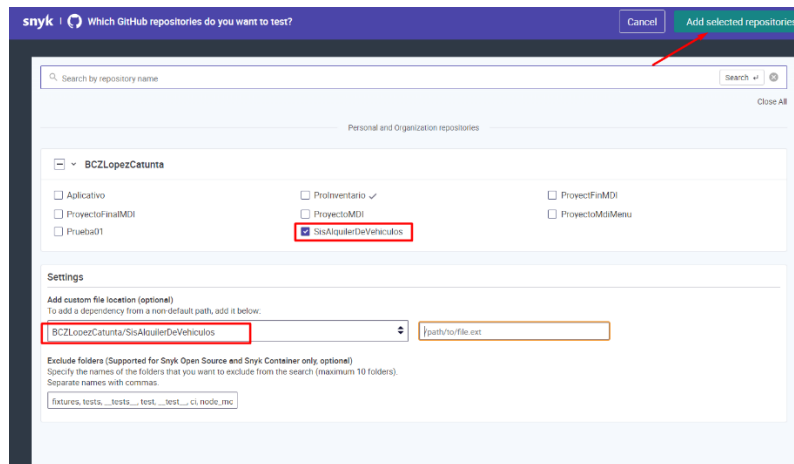 snyk | Which GitHub repositories do you want to test?
Cancel
Add selected repositories
Search by repository name
Search ↵
Close All
Personal and Organization repositories
BCZLopezCatunta
Aplicativo
ProInventario ✓
ProyectFinMDI
ProyectoFinalMDI
ProyectoMDI
ProyectoMdiMenu
Prueba01
SisAlquilerDeVehiculos
Settings
Add custom file location (optional)
To add a dependency from a non-default path, add it below:
BCZLopezCatunta/SisAlquilerDeVehiculos
/path/to/file.ext
Exclude folders (Supported for Snyk Open Source and Snyk Container only, optional)
Specify the names of the folders that you want to exclude from the search (maximum 10 folders).
Separate names with commas.
fixtures, tests, __tests__, test, __test__, ci, node_mc